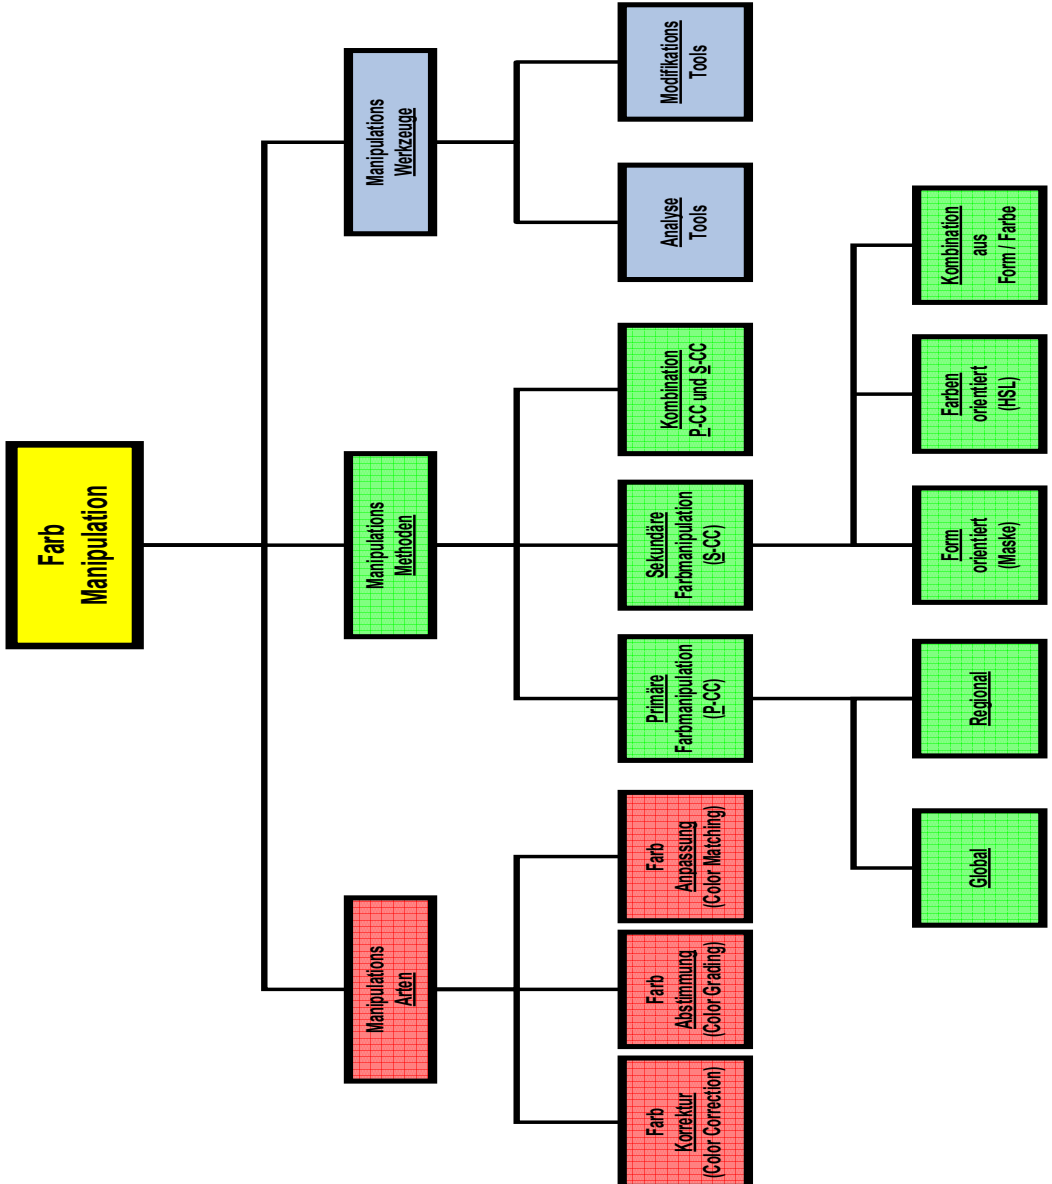 Farb
Manipulation
Manipulations
Arten
Manipulations
Methoden
Manipulations
Werkzeuge
Farb
Korrektur
(Color Correction)
Farb
Abstimmung
(Color Grading)
Farb
Anpassung
(Color Matching)
Primäre
Farbmanipulation
(P-CC)
Sekundäre
Farbmanipulation
(S-CC)
Kombination
P-CC und S-CC
Analyse
Tools
Modifikations
Tools
Global
Regional
Form
orientiert
(Maske)
Farben
orientiert
(HSL)
Kombination
aus
Form / Farbe